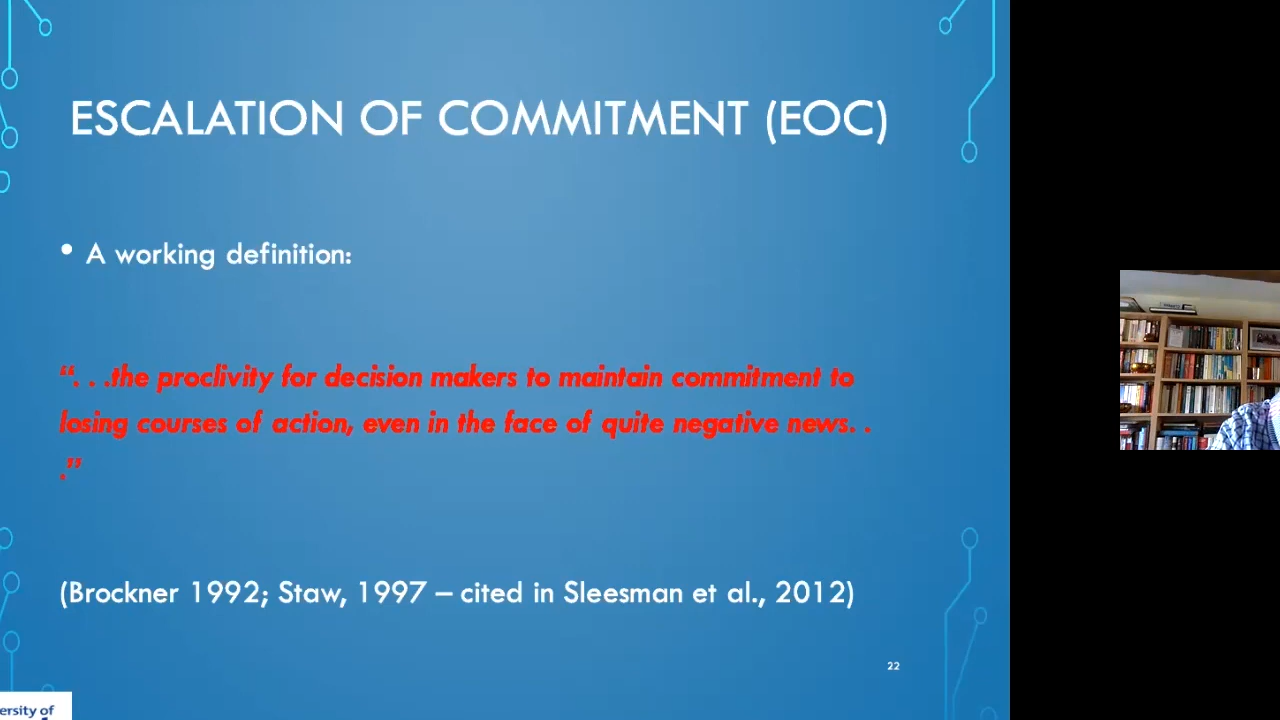 ESCALATION OF COMMITMENT (EOC)
• A working definition:
“. . .the proclivity for decision makers to maintain commitment to
losing courses of action, even in the face of quite negative news. .
.”
(Brockner 1992; Staw, 1997 – cited in Sleesman et al., 2012)
22
ersity of